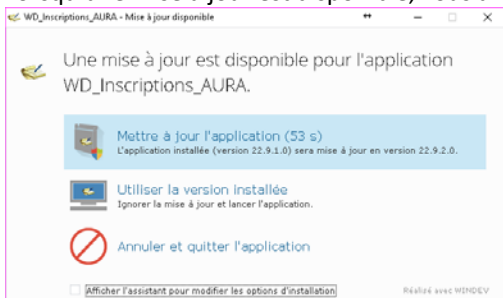 WD_Inscriptions_AURA - Mise à jour disponible
Une mise à jour est disponible pour l'application
WD_Inscriptions_AURA.
Mettre à jour l'application (53 s)
L'application installée (version 22.9.1.0) sera mise à jour en version 22.9.2.0.
Utiliser la version installée
Ignorer la mise à jour et lancer l'application.
Annuler et quitter l'application
Afficher l'assistant pour modifier les options d'installation
Réalisé avec WINDEV